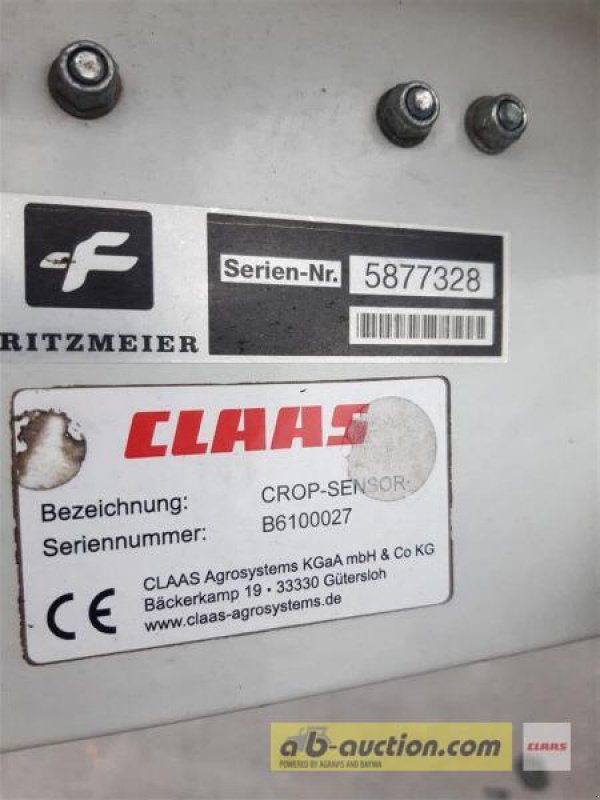 RITZMEIER
Serien-Nr. 5877328
CLAAS
Bezeichnung: CROP-SENSOR
Seriennummer: B6100027
CLAAS Agrosystems KGaA mbH & Co KG
Bäckerkamp 19 • 33330 Gütersloh
www.claas-agrosystems.de
CE
ab-auction.com
POWERED BY AGRAVIS AND BAYWA
CLAAS